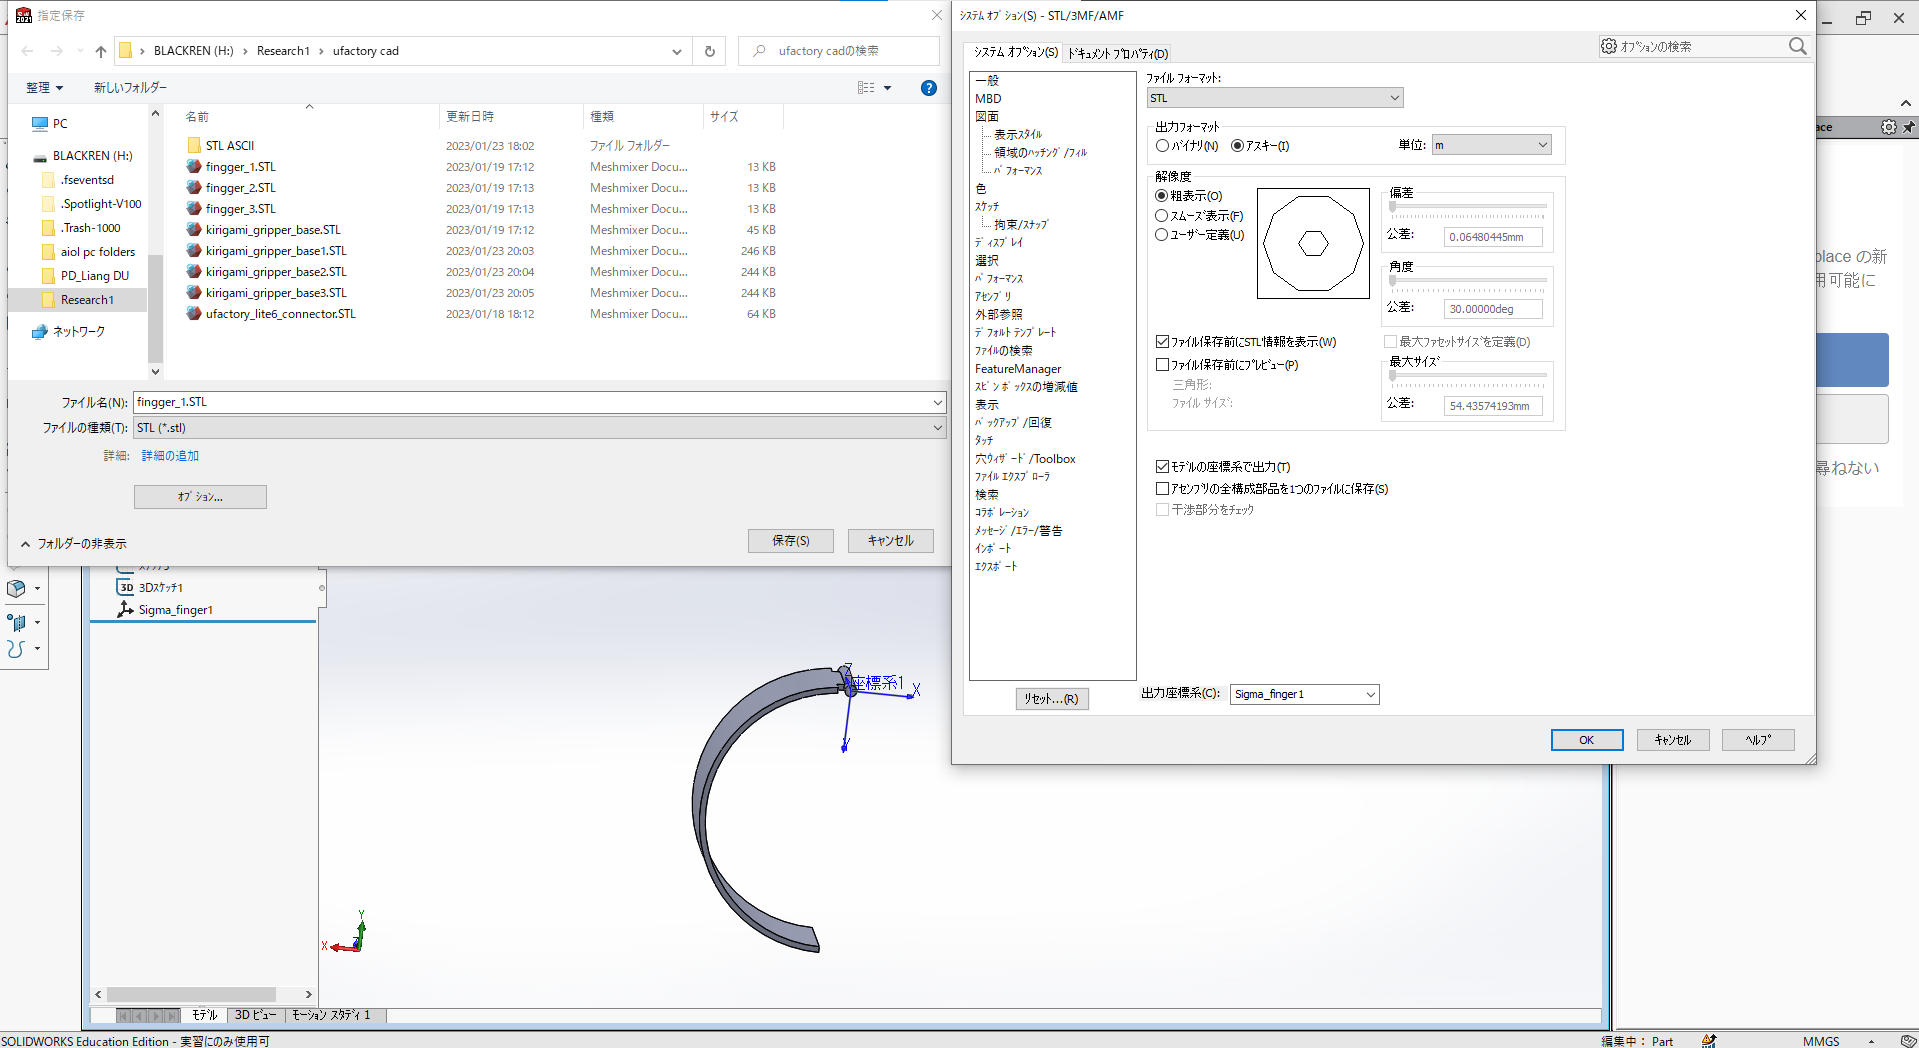 指定保存
BLACKREN (H:) › Research1 › ufactory cad
ufactory cadの検索
整理
新しいフォルダー
名前
更新日時
種類
サイズ
PC
BLACKREN (H:)
.fseventsd
.Spotlight-V100
.Trash-1000
aiol pc folders
PD_Liang DU
Research1
ネットワーク
STL ASCII 2023/01/23 18:02 ファイル フォルダー
fingger_1.STL 2023/01/19 17:12 Meshmixer Docu... 13 KB
fingger_2.STL 2023/01/19 17:13 Meshmixer Docu... 13 KB
fingger_3.STL 2023/01/19 17:13 Meshmixer Docu... 13 KB
kirigami_gripper_base.STL 2023/01/19 17:12 Meshmixer Docu... 45 KB
kirigami_gripper_base1.STL 2023/01/23 20:03 Meshmixer Docu... 246 KB
kirigami_gripper_base2.STL 2023/01/23 20:04 Meshmixer Docu... 244 KB
kirigami_gripper_base3.STL 2023/01/23 20:05 Meshmixer Docu... 244 KB
ufactory_lite6_connector.STL 2023/01/18 18:12 Meshmixer Docu... 64 KB
ファイル名(N): fingger_1.STL
ファイルの種類(T): STL (*.stl)
詳細: 詳細の追加
ｵﾌﾟｼｮﾝ...
フォルダーの非表示
保存(S)
キャンセル
3D 3Dスケッチ1
Sigma_finger1
Z
座標系1
X
Y
Y
X
Z
モデル
3D ビュー
モーション スタディ 1
SOLIDWORKS Education Edition - 実習にのみ使用可
編集中： Part
MMGS
ｼｽﾃﾑ ｵﾌﾟｼｮﾝ(S) - STL/3MF/AMF
ｵﾌﾟｼｮﾝの検索
ｼｽﾃﾑ ｵﾌﾟｼｮﾝ(S)
ﾄﾞｷｭﾒﾝﾄ ﾌﾟﾛﾊﾟﾃｨ(D)
一般
MBD
図面
表示ｽﾀｲﾙ
領域のﾊｯﾁﾝｸﾞ/ﾌｨﾙ
ﾊﾟﾌｫｰﾏﾝｽ
色
ｽｹｯﾁ
拘束/ｽﾅｯﾌﾟ
ﾃﾞｨｽﾌﾟﾚｲ
選択
ﾊﾟﾌｫｰﾏﾝｽ
ｱｾﾝﾌﾞﾘ
外部参照
ﾃﾞﾌｫﾙﾄ ﾃﾝﾌﾟﾚｰﾄ
ﾌｧｲﾙの検索
FeatureManager
ｽﾋﾟﾝ ﾎﾞｯｸｽの増減値
表示
ﾊﾞｯｸｱｯﾌﾟ/回復
ﾀｯﾁ
穴ｳｨｻﾞｰﾄﾞ/Toolbox
ﾌｧｲﾙ ｴｸｽﾌﾟﾛｰﾗ
検索
ｺﾗﾎﾞﾚｰｼｮﾝ
ﾒｯｾｰｼﾞ/ｴﾗｰ/警告
ｲﾝﾎﾟｰﾄ
ｴｸｽﾎﾟｰﾄ
ﾌｧｲﾙ ﾌｫｰﾏｯﾄ:
STL
出力ﾌｫｰﾏｯﾄ
ﾊﾞｲﾅﾘ(N)
ｱｽｷｰ(I)
単位: m
解像度
粗表示(O)
ｽﾑｰｽﾞ表示(F)
ﾕｰｻﾞｰ定義(U)
偏差
公差: 0.06480445mm
角度
公差: 30.00000deg
ﾌｧｲﾙ保存前にSTL情報を表示(W)
最大ﾌｧｾｯﾄｻｲｽﾞを定義(D)
ﾌｧｲﾙ保存前にﾌﾟﾚﾋﾞｭｰ(P)
三角形:
ﾌｧｲﾙ ｻｲｽﾞ:
最大ｻｲｽﾞ
公差: 54.43574193mm
ﾓﾃﾞﾙの座標系で出力(T)
ｱｾﾝﾌﾞﾘの全構成部品を1つのﾌｧｲﾙに保存(S)
干渉部分をﾁｪｯｸ
ﾘｾｯﾄ...(R)
出力座標系(C): Sigma_finger1
OK
ｷｬﾝｾﾙ
ﾍﾙﾌﾟ
ace
place の新
用可能に
尋ねない